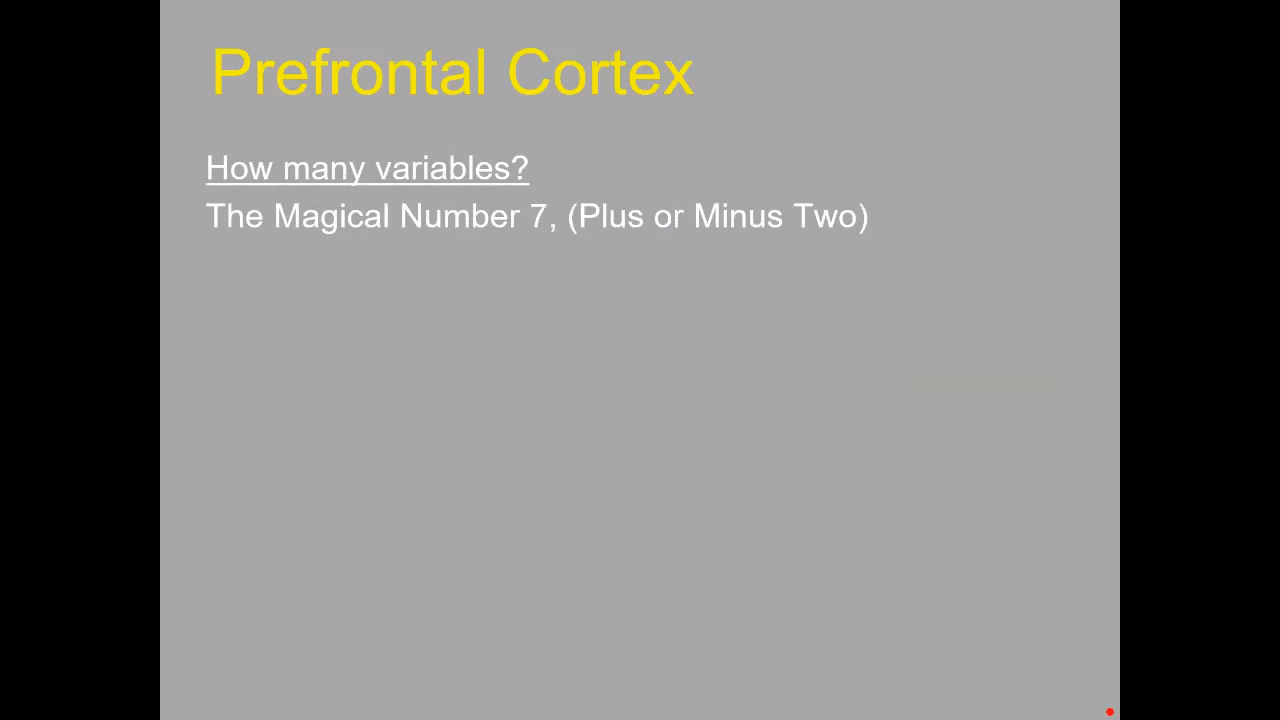 Prefrontal Cortex
How many variables?
The Magical Number 7, (Plus or Minus Two)